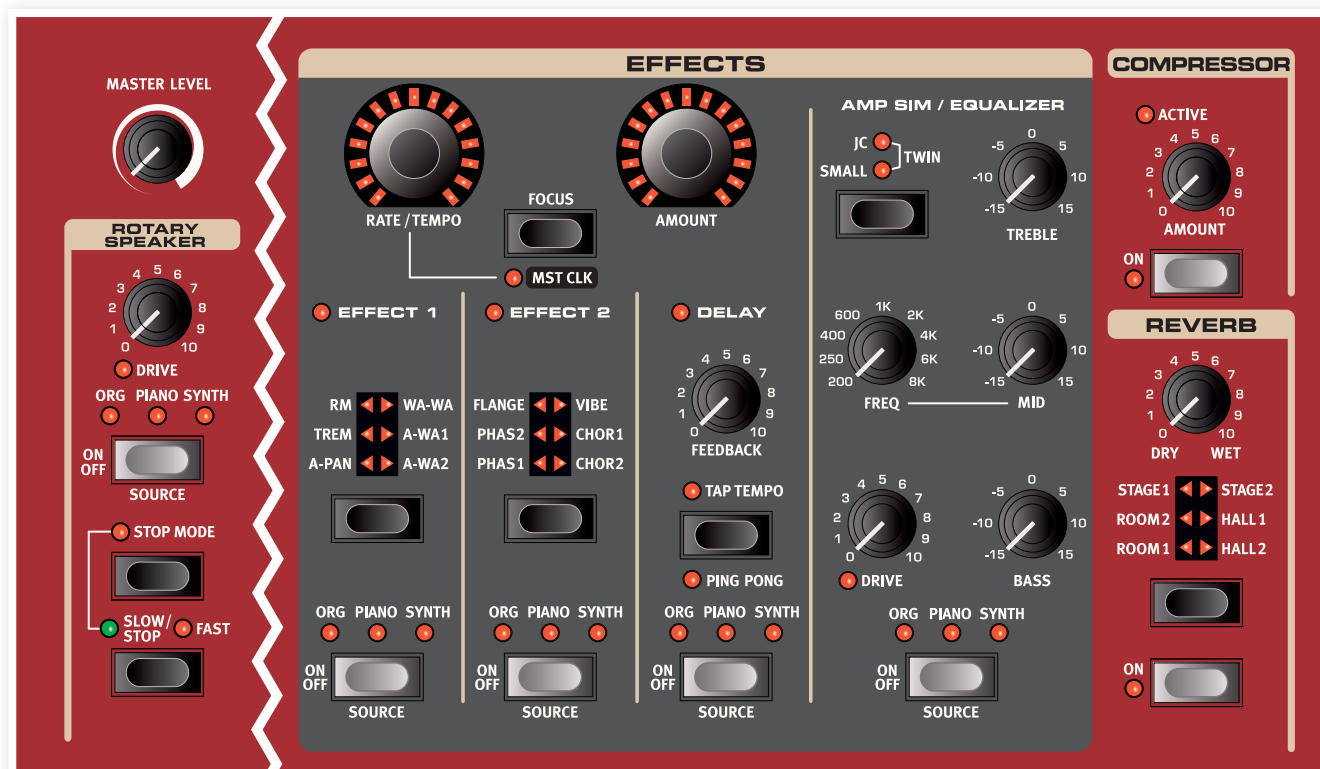 MASTER LEVEL
ROTARY
SPEAKER
0 1 2 3 4 5 6 7 8 9 10
DRIVE
ORG PIANO SYNTH
ON
OFF
SOURCE
STOP MODE
SLOW/
STOP
FAST
EFFECTS
RATE/TEMPO
FOCUS
AMOUNT
MST CLK
EFFECT 1
RM WA-WA
TREM A-WA1
A-PAN A-WA2
ORG PIANO SYNTH
ON
OFF
SOURCE
EFFECT 2
FLANGE VIBE
PHAS2 CHOR1
PHAS1 CHOR2
ORG PIANO SYNTH
ON
OFF
SOURCE
DELAY
0 1 2 3 4 5 6 7 8 9 10
FEEDBACK
TAP TEMPO
PING PONG
ORG PIANO SYNTH
ON
OFF
SOURCE
AMP SIM / EQUALIZER
JC
SMALL
TWIN
-15 -10 -5 0 5 10 15
TREBLE
200 250 400 600 1K 2K 4K 6K 8K
FREQ
-15 -10 -5 0 5 10 15
MID
0 1 2 3 4 5 6 7 8 9 10
DRIVE
-15 -10 -5 0 5 10 15
BASS
ORG PIANO SYNTH
ON
OFF
SOURCE
COMPRESSOR
ACTIVE
0 1 2 3 4 5 6 7 8 9 10
AMOUNT
ON
REVERB
0 1 2 3 4 5 6 7 8 9 10
DRY WET
STAGE1 STAGE2
ROOM2 HALL1
ROOM1 HALL2
ON